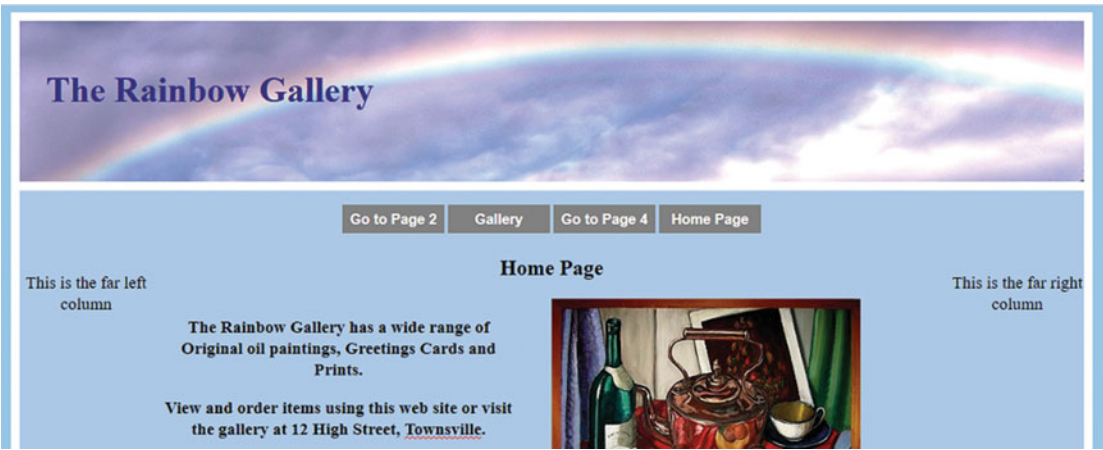 The Rainbow Gallery
Go to Page 2
Gallery
Go to Page 4
Home Page
Home Page
This is the far left
column
The Rainbow Gallery has a wide range of
Original oil paintings, Greetings Cards and
Prints.
View and order items using this web site or visit
the gallery at 12 High Street, Townsville.
This is the far right
column